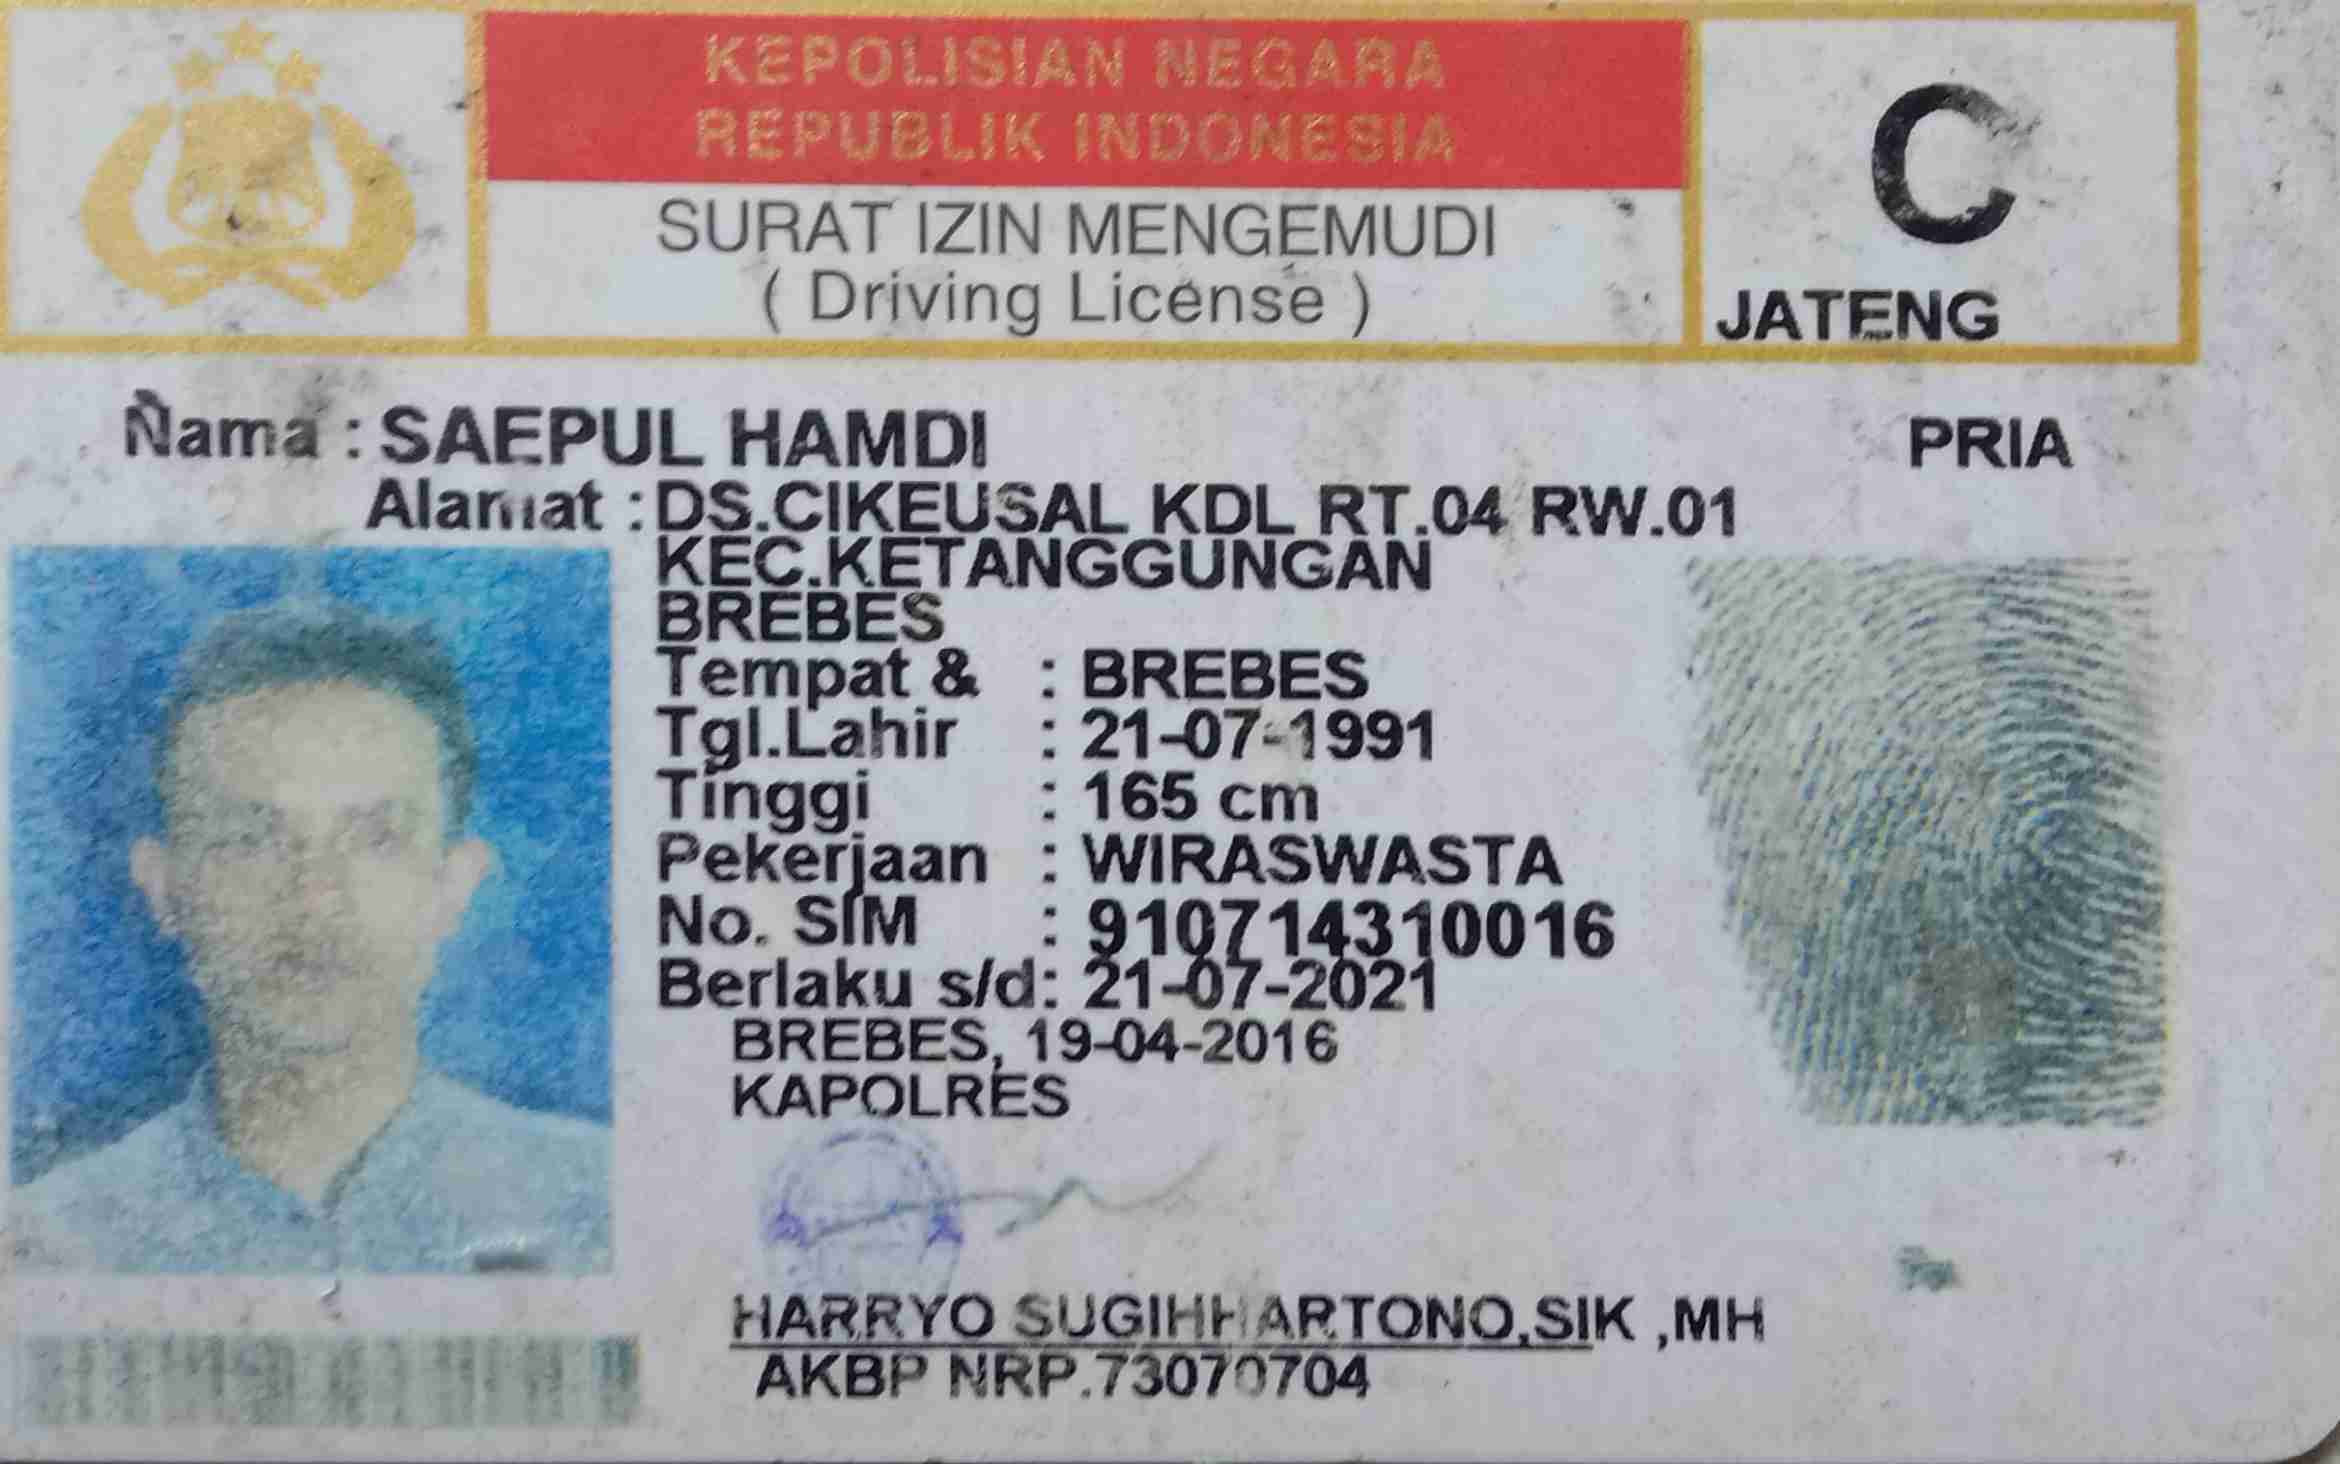 KEPOLISIAN NEGARA
REPUBLIK INDONESIA
SURAT IZIN MENGEMUDI
( Driving License )
C
JATENG
Nama : SAEPUL HAMDI
PRIA
Alamat : DS.CIKEUSAL KDL RT.04 RW.01
KEC.KETANGGUNGAN
BREBES
Tempat & : BREBES
Tgl.Lahir : 21-07-1991
Tinggi : 165 cm
Pekerjaan : WIRASWASTA
No. SIM : 910714310016
Berlaku s/d: 21-07-2021
BREBES, 19-04-2016
KAPOLRES
HARRYO SUGIHHARTONO,SIK ,MH
AKBP NRP.73070704